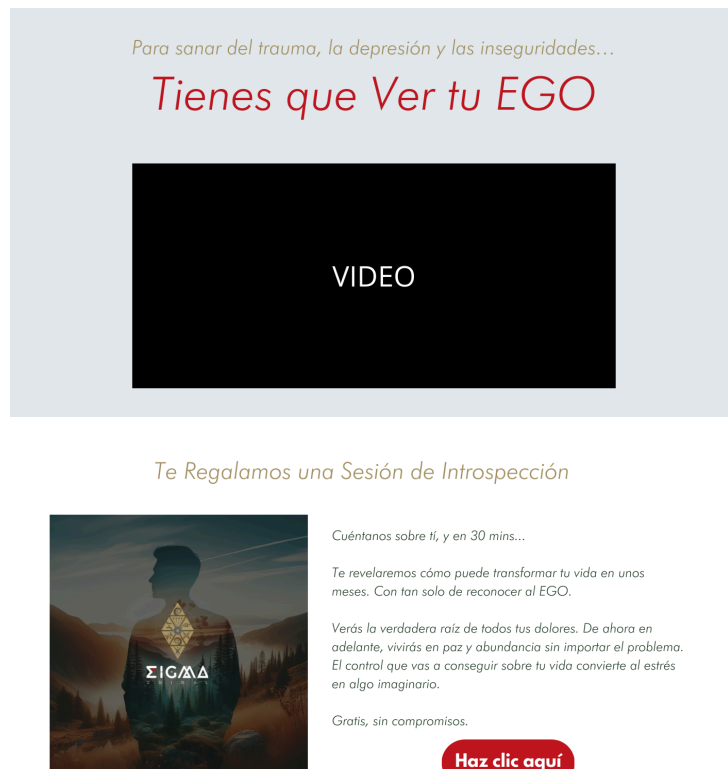 Para sanar del trauma, la depresión y las inseguridades...
Tienes que Ver tu EGO
VIDEO
Te Regalamos una Sesión de Introspección
ΣIGMΔ
Cuéntanos sobre tí, y en 30 mins...
Te revelaremos cómo puede transformar tu vida en unos
meses. Con tan solo de reconocer al EGO.
Verás la verdadera raíz de todos tus dolores. De ahora en
adelante, vivirás en paz y abundancia sin importar el problema.
El control que vas a conseguir sobre tu vida convierte al estrés
en algo imaginario.
Gratis, sin compromisos.
Haz clic aquí